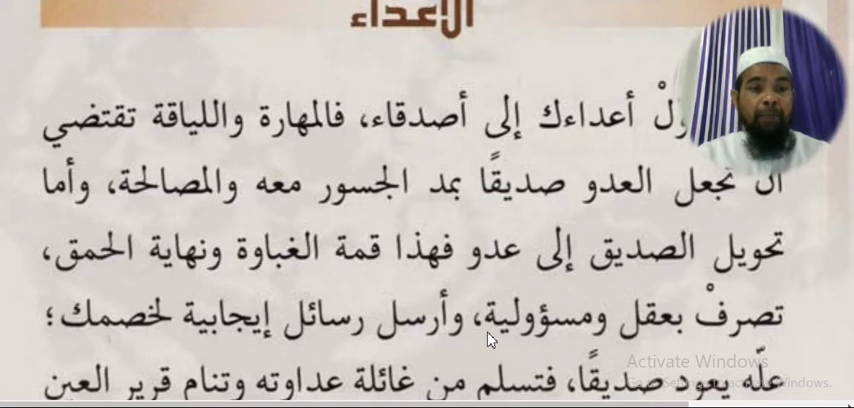 الأعداء
أعداءك إلى أصدقاء، فالمهارة واللياقة تقتضي
أن تجعل العدو صديقًا بمد الجسور معه والمصالحة، وأما
تحويل الصديق إلى عدو فهذا قمة الغباوة ونهاية الحمق،
تصرفْ بعقل ومسؤولية، وأرسل رسائل إيجابية لخصمك؛
علّه يعود صديقًا، فتسلم من غائلة عداوته وتنام قرير العين
Activate Windows